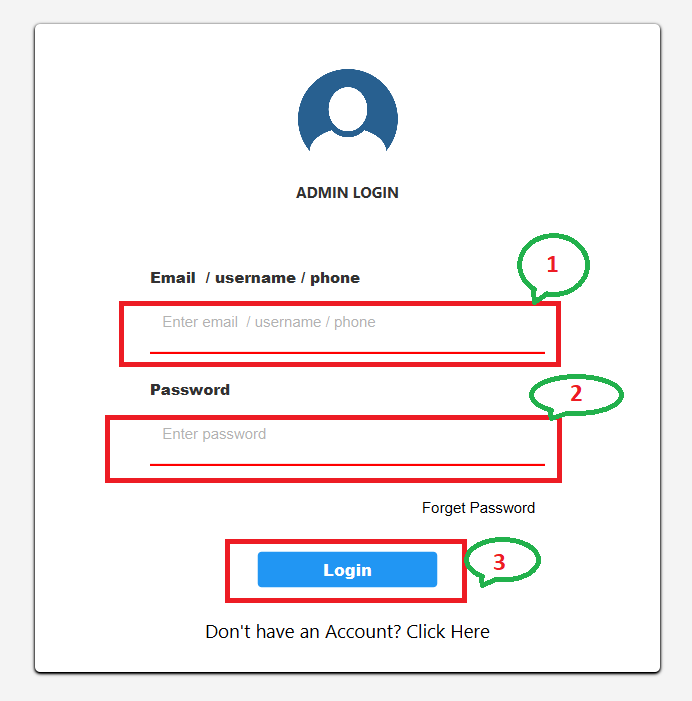 ADMIN LOGIN
1
Email / username / phone
Enter email / username / phone
Password
2
Enter password
Forget Password
Login
3
Don't have an Account? Click Here